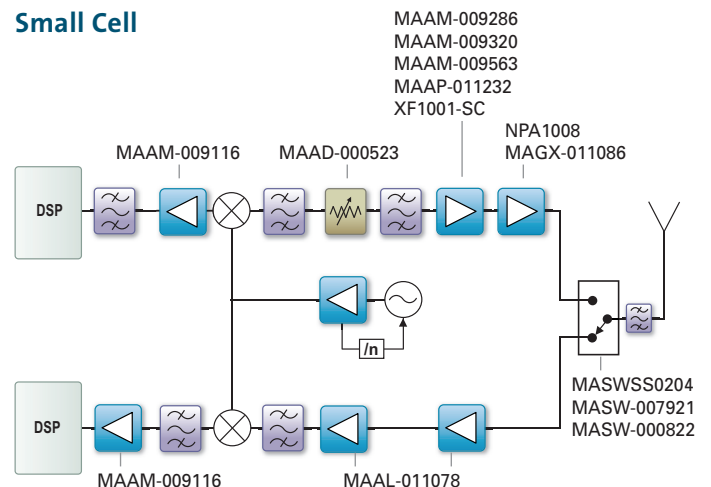 Small Cell
MAAM-009286
MAAM-009320
MAAM-009563
MAAP-011232
XF1001-SC
NPA1008
MAGX-011086
MAAM-009116
MAAD-000523
DSP
/n
MASWSS0204
MASW-007921
MASW-000822
DSP
MAAM-009116
MAAL-011078